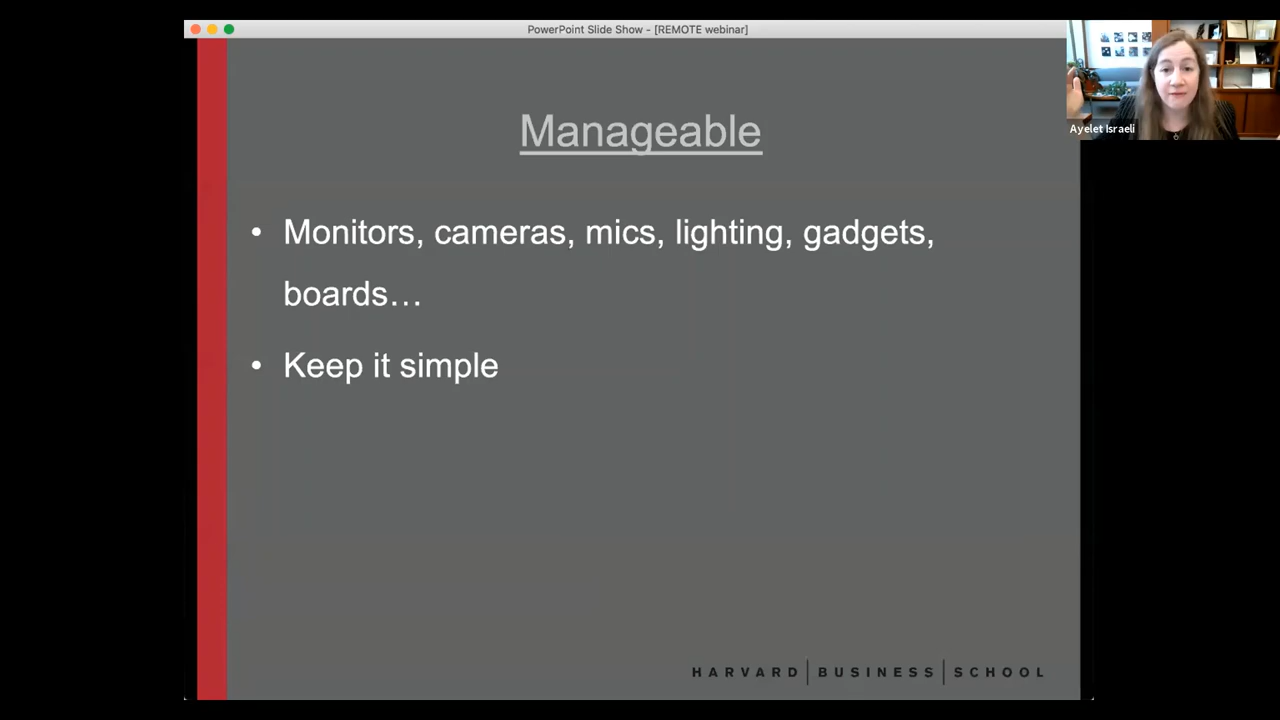 PowerPoint Slide Show - [REMOTE webinar]
Ayelet Israeli
Manageable
• Monitors, cameras, mics, lighting, gadgets,
boards…
• Keep it simple
HARVARD | BUSINESS | SCHOOL